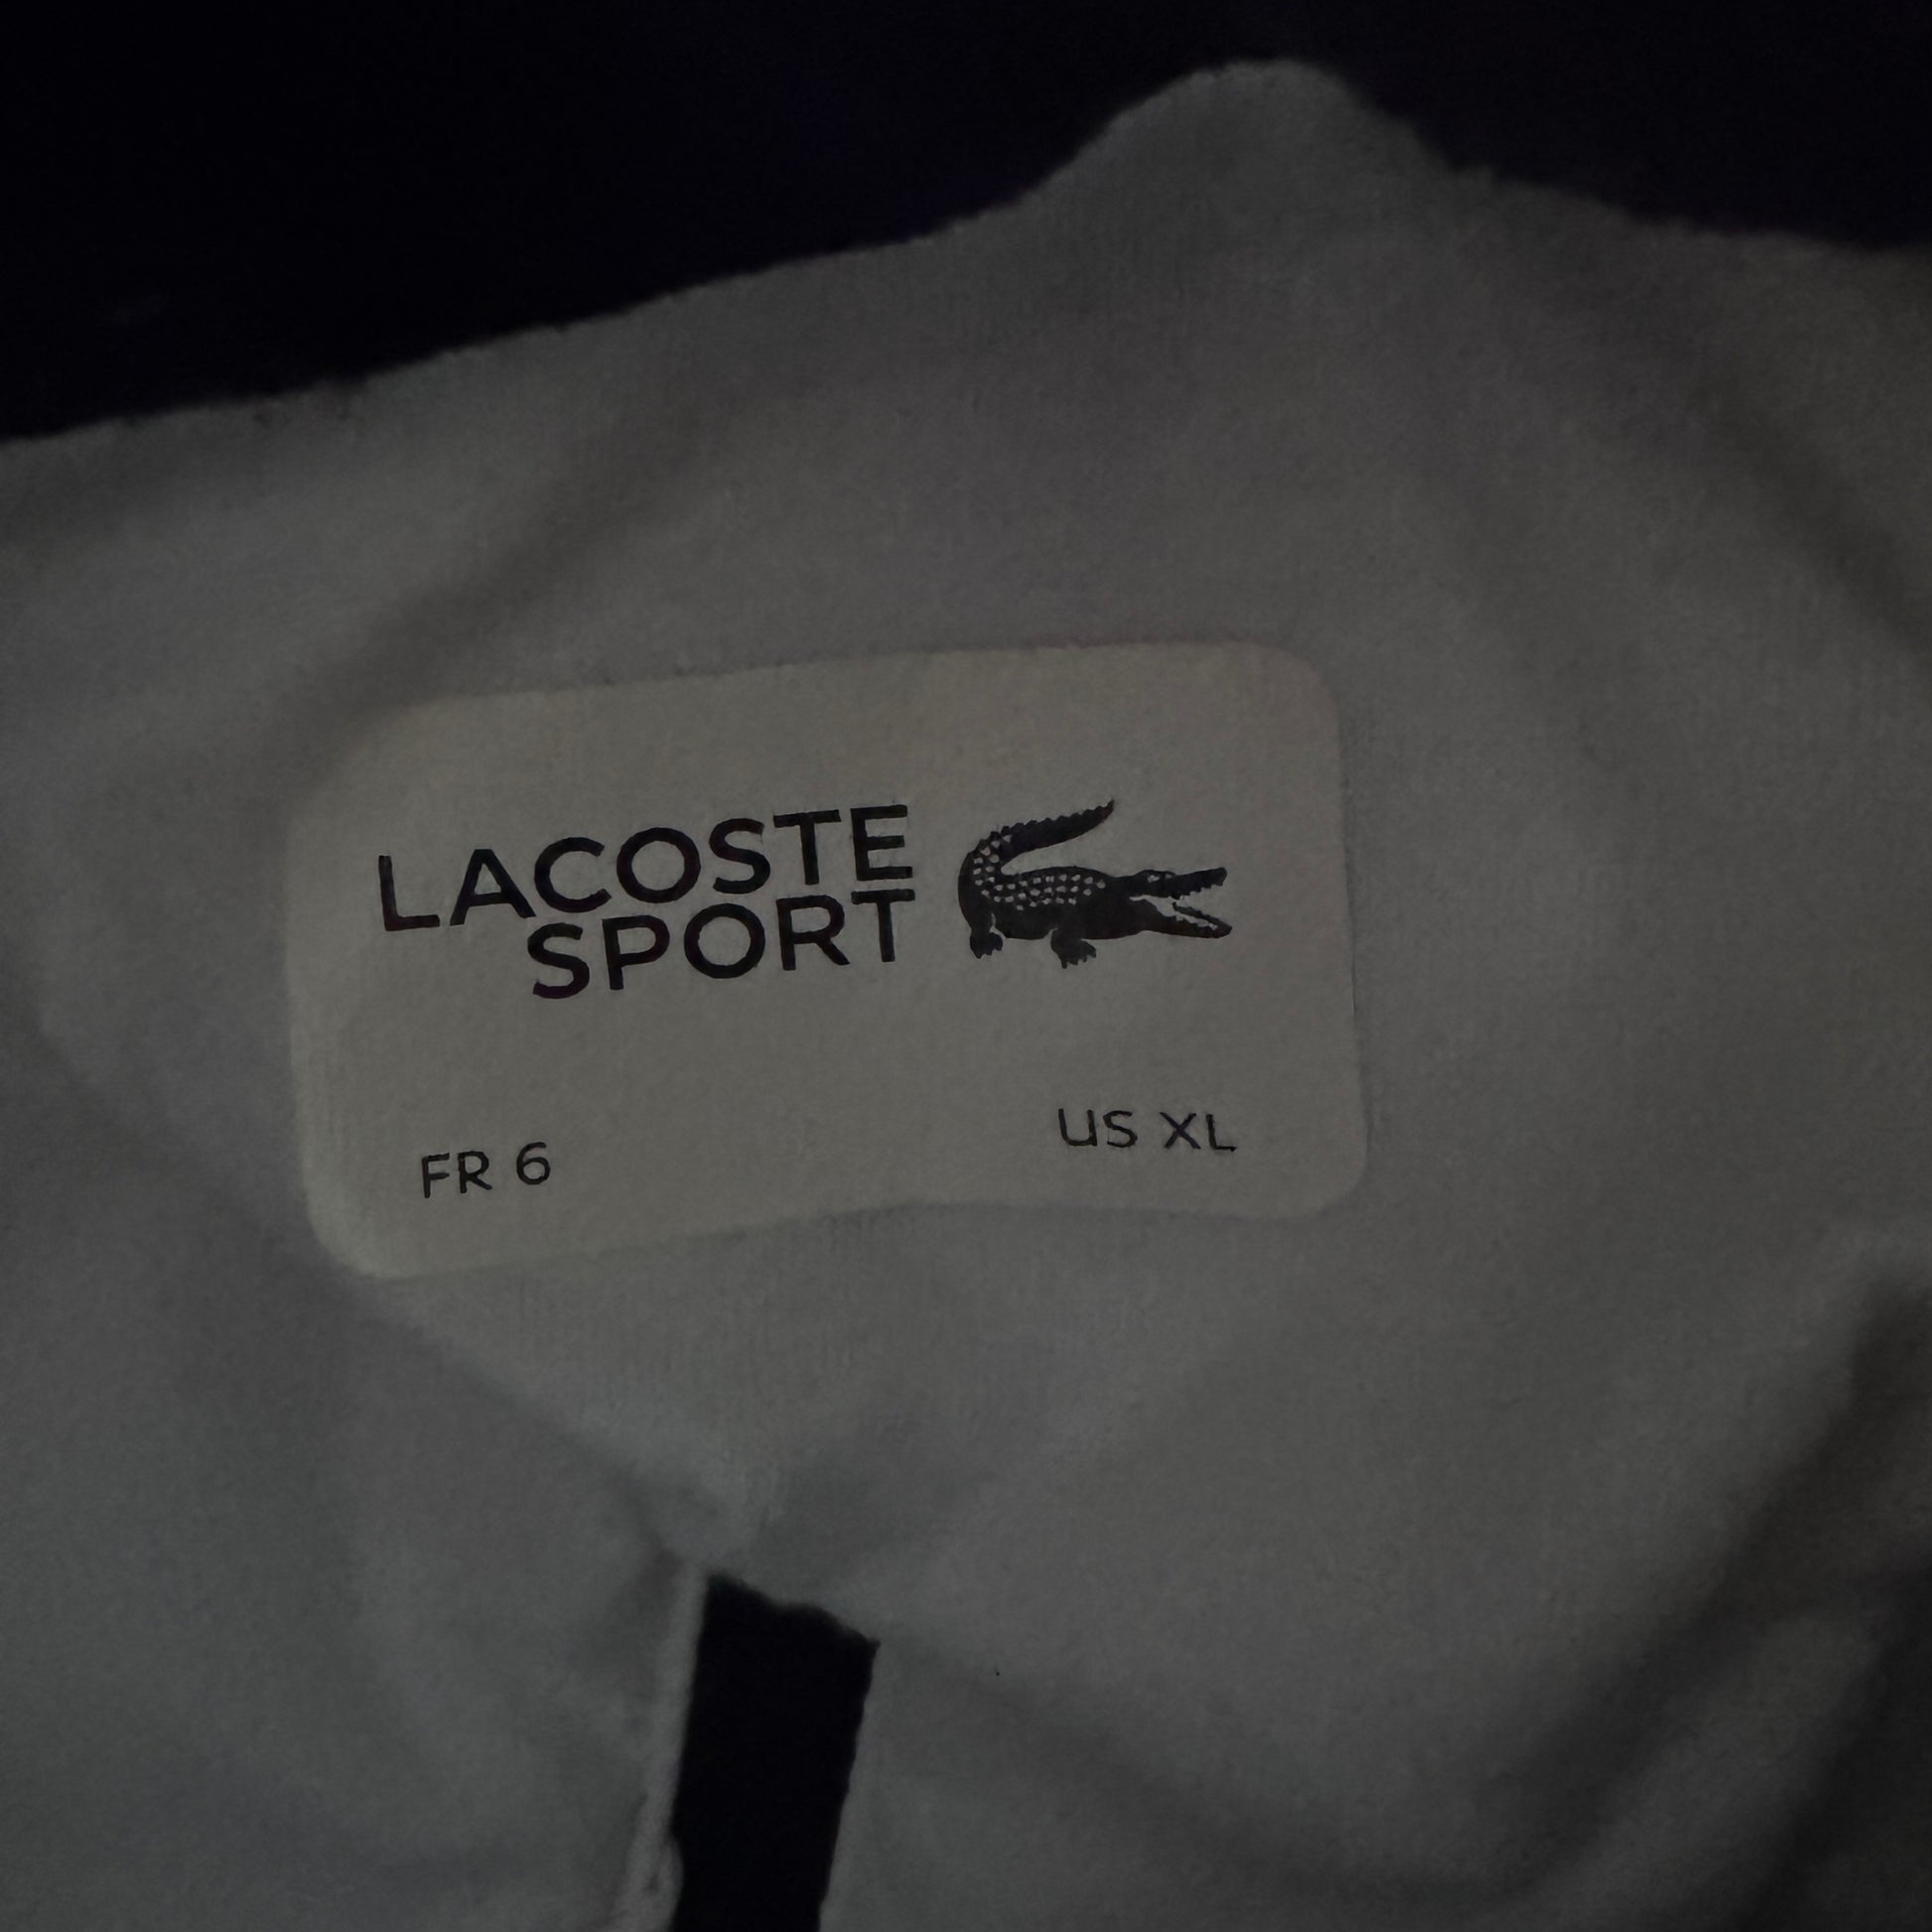 LACOSTE
SPORT
FR 6 US XL